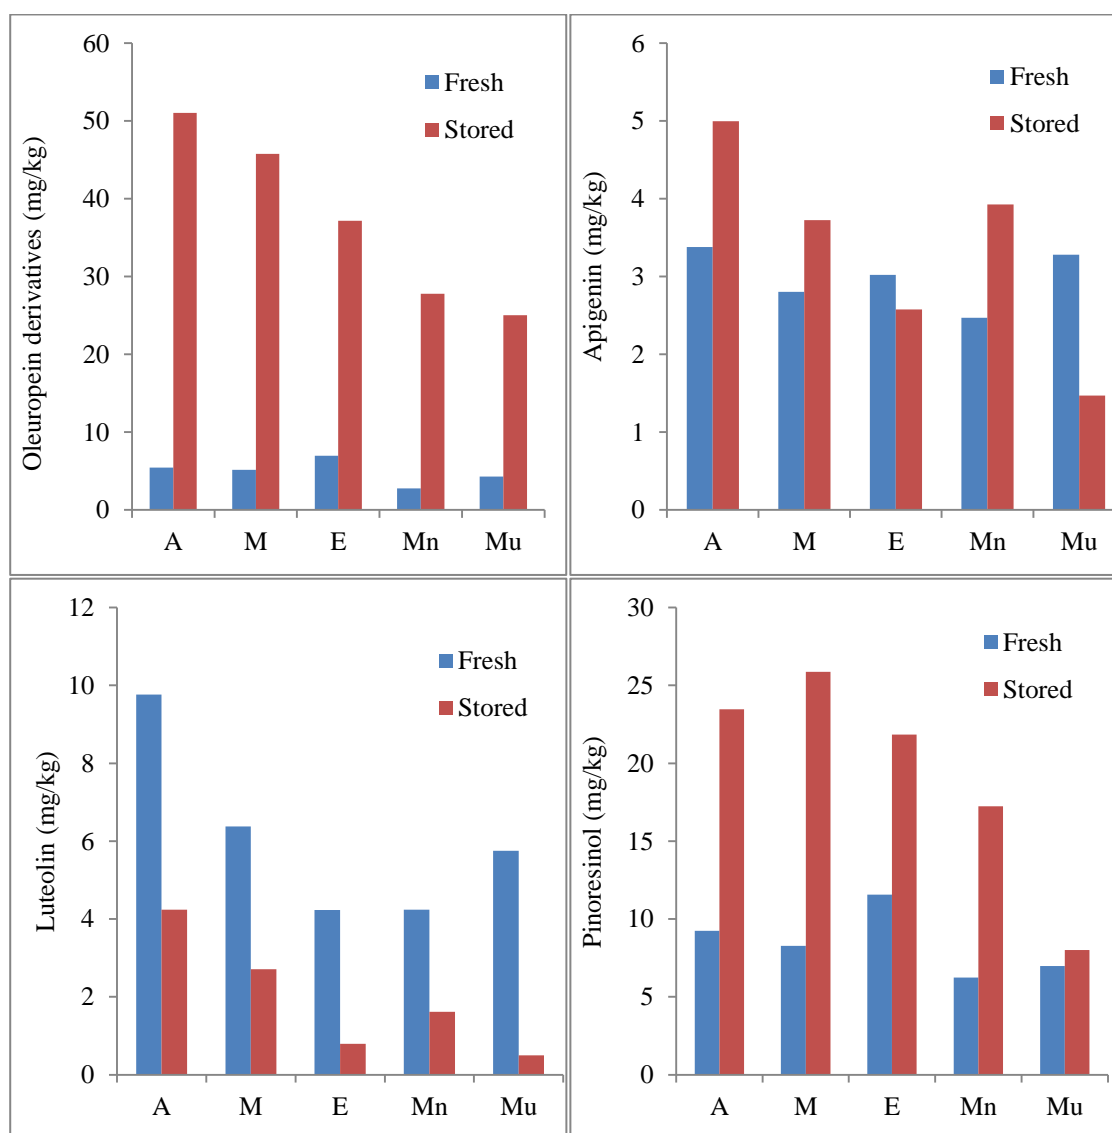 Oleuropein derivatives (mg/kg)
60
50
40
30
20
10
0
Fresh
Stored
A M E Mn Mu
Apigenin (mg/kg)
6
5
4
3
2
1
0
Fresh
Stored
A M E Mn Mu
Luteolin (mg/kg)
12
10
8
6
4
2
0
Fresh
Stored
A M E Mn Mu
Pinoresinol (mg/kg)
30
25
20
15
10
5
0
Fresh
Stored
A M E Mn Mu